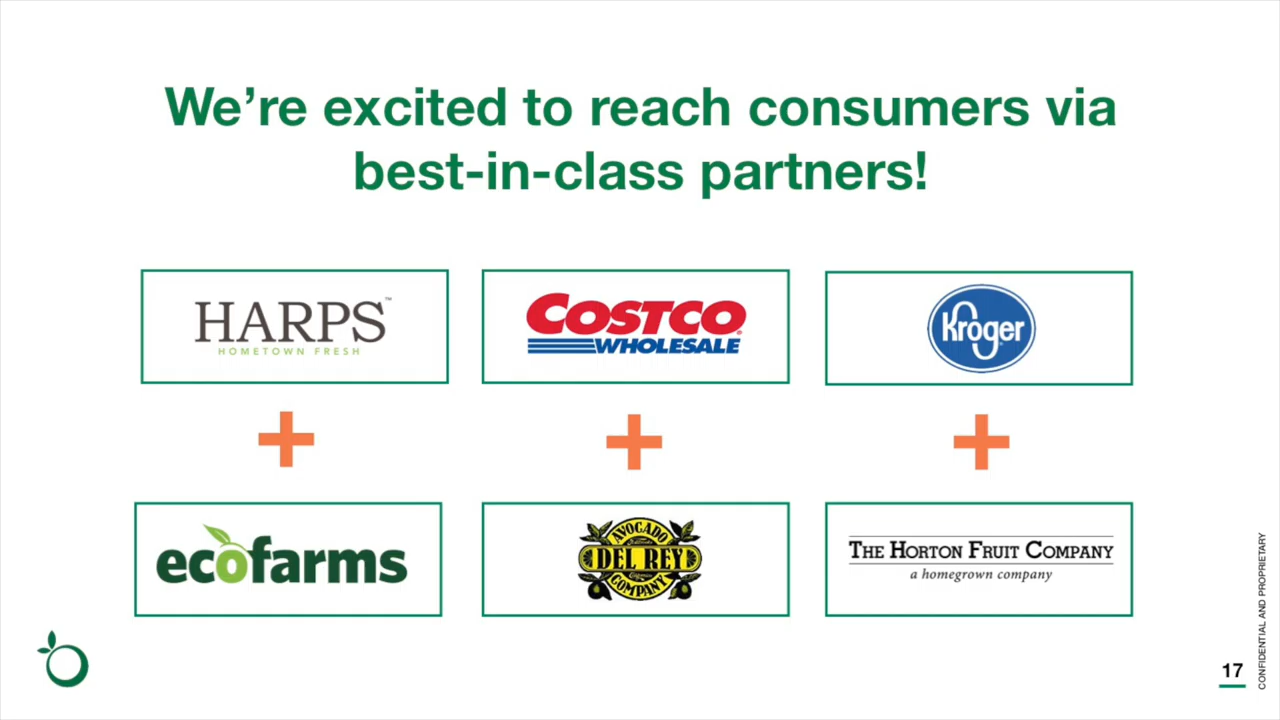 We’re excited to reach consumers via
best-in-class partners!
HARPS™
HOMETOWN FRESH
COSTCO®
WHOLESALE
Kroger
+
+
+
ecofarms
AVOCADO
DEL REY
COMPANY
THE HORTON FRUIT COMPANY
a homegrown company
CONFIDENTIAL AND PROPRIETARY
17